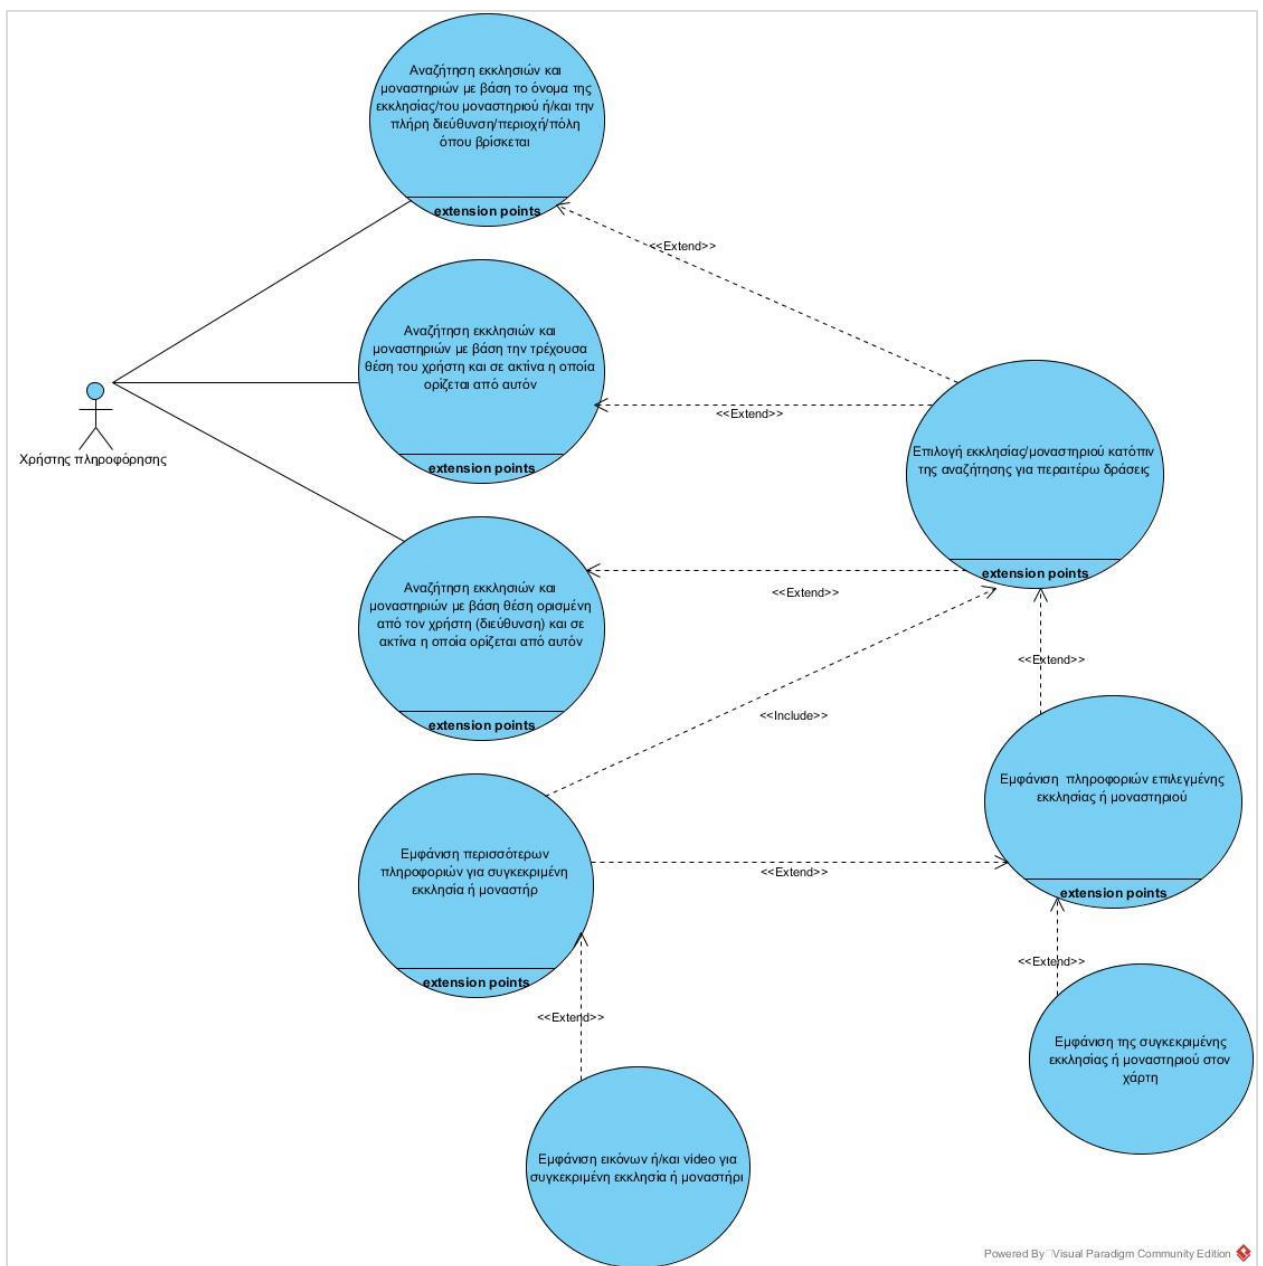 Αναζήτηση εκκλησιών και
μοναστηριών με βάση το όνομα της
εκκλησίας/του μοναστηριού ή/και την
πλήρη διεύθυνση/περιοχή/πόλη
όπου βρίσκεται
extension points
<<Extend>>
Αναζήτηση εκκλησιών και
μοναστηριών με βάση την τρέχουσα
θέση του χρήστη και σε ακτίνα η οποία
ορίζεται από αυτόν
extension points
<<Extend>>
Χρήστης πληροφόρησης
Επιλογή εκκλησίας/μοναστηριού κατόπιν
της αναζήτησης για περαιτέρω δράσεις
extension points
Αναζήτηση εκκλησιών και
μοναστηριών με βάση θέση ορισμένη
από τον χρήστη (διεύθυνση) και σε
ακτίνα η οποία ορίζεται από αυτόν
extension points
<<Extend>>
<<Extend>>
<<Include>>
Εμφάνιση πληροφοριών επιλεγμένης
εκκλησίας ή μοναστηριού
extension points
Εμφάνιση περισσότερων
πληροφοριών για συγκεκριμένη
εκκλησία ή μοναστήρ
extension points
<<Extend>>
<<Extend>>
<<Extend>>
Εμφάνιση της συγκεκριμένης
εκκλησίας ή μοναστηριού στον
χάρτη
Εμφάνιση εικόνων ή/και video για
συγκεκριμένη εκκλησία ή μοναστήρι
Powered By Visual Paradigm Community Edition